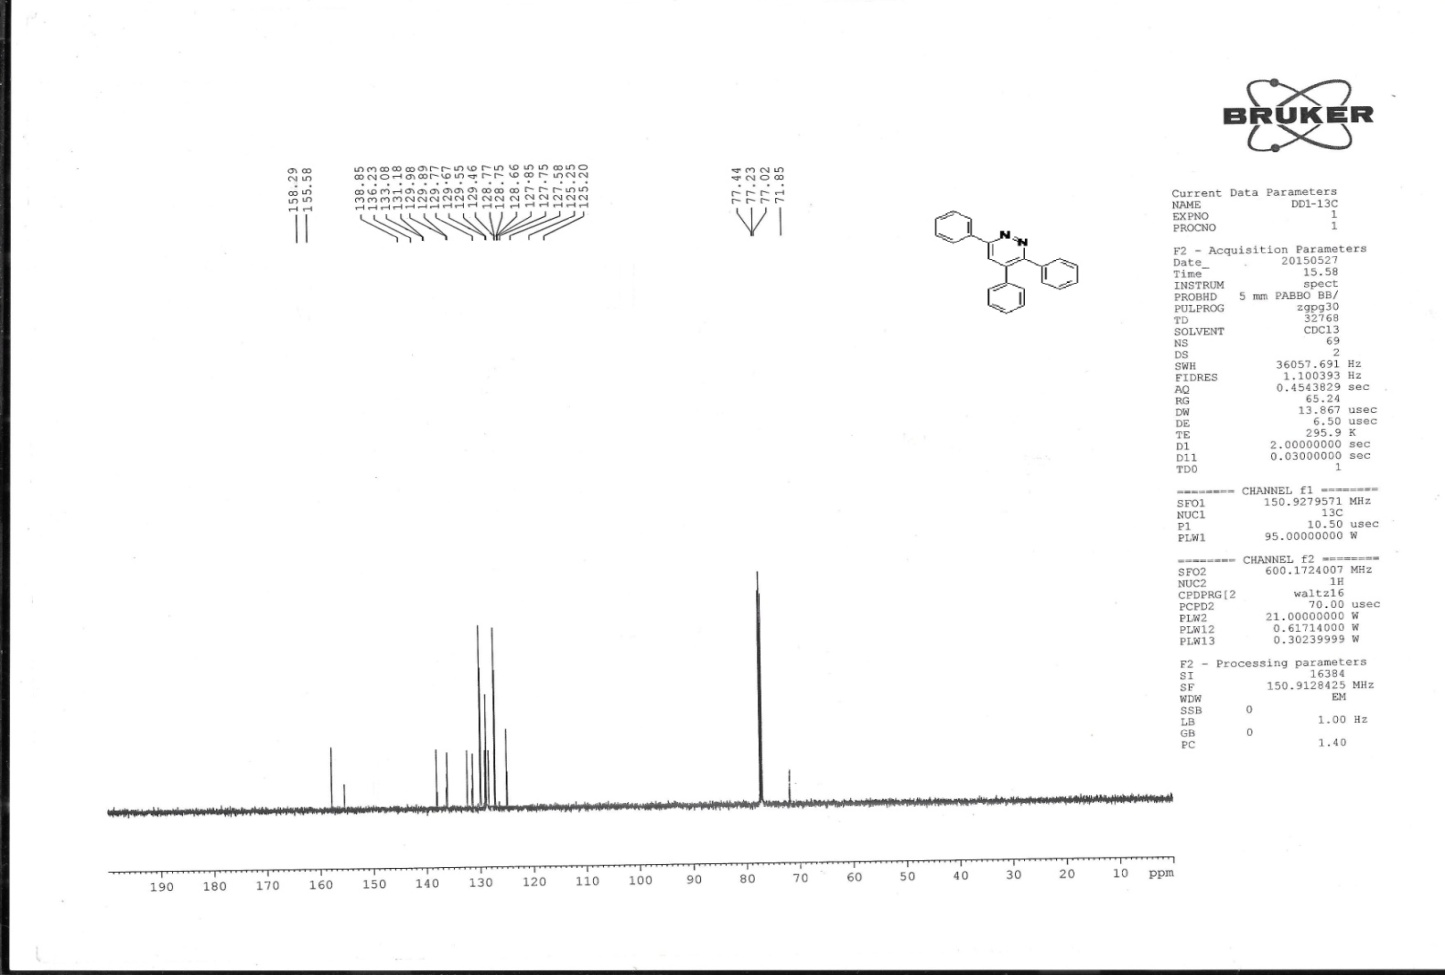 BRUKER
158.29
155.58
138.85
136.23
133.08
131.18
129.98
129.89
129.77
129.67
129.55
129.46
128.77
128.75
128.66
127.85
127.75
127.58
125.25
125.20
77.44
77.23
77.02
71.85
N
N
Current Data Parameters
NAME DD1-13C
EXPNO 1
PROCNO 1
F2 - Acquisition Parameters
Date_ 20150527
Time 15.58
INSTRUM spect
PROBHD 5 mm PABBO BB/
PULPROG zgpg30
TD 32768
SOLVENT CDCl3
NS 69
DS 2
SWH 36057.691 Hz
FIDRES 1.100393 Hz
AQ 0.4543829 sec
RG 65.24
DW 13.867 usec
DE 6.50 usec
TE 295.9 K
D1 2.00000000 sec
D11 0.03000000 sec
TD0 1
======== CHANNEL f1 ========
SFO1 150.9279571 MHz
NUC1 13C
P1 10.50 usec
PLW1 95.00000000 W
======== CHANNEL f2 ========
SFO2 600.1724007 MHz
NUC2 1H
CPDPRG[2 waltz16
PCPD2 70.00 usec
PLW2 21.00000000 W
PLW12 0.61714000 W
PLW13 0.30239999 W
F2 - Processing parameters
SI 16384
SF 150.9128425 MHz
WDW EM
SSB 0
LB 1.00 Hz
GB 0
PC 1.40
190 180 170 160 150 140 130 120 110 100 90 80 70 60 50 40 30 20 10 ppm